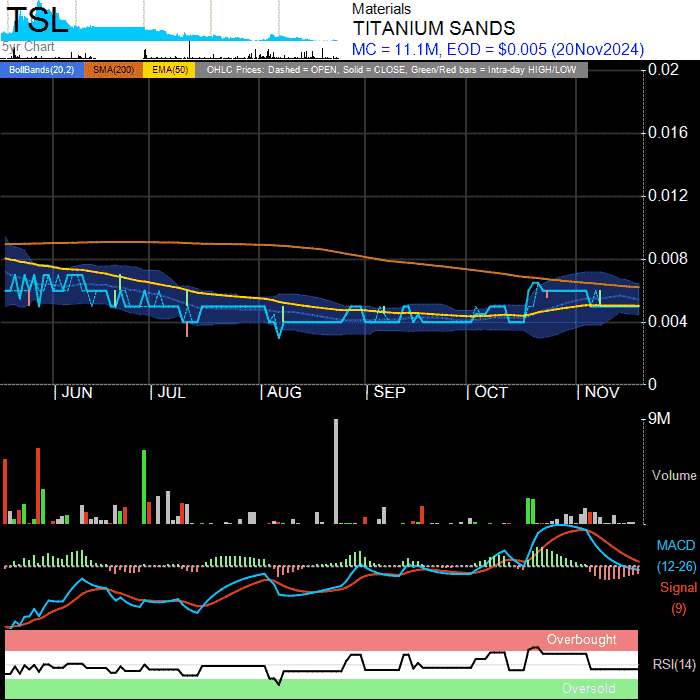 TSL
5yr Chart
Materials
TITANIUM SANDS
MC = 11.1M, EOD = $0.005 (20Nov2024)
BollBands(20,2) SMA(200) EMA(50) OHLC Prices: Dashed = OPEN, Solid = CLOSE, Green/Red bars = Intra-day HIGH/LOW
0.02
0.016
0.012
0.008
0.004
0
JUN JUL AUG SEP OCT NOV
9M
Volume
MACD
(12-26)
Signal
(9)
Overbought
RSI(14)
Oversold